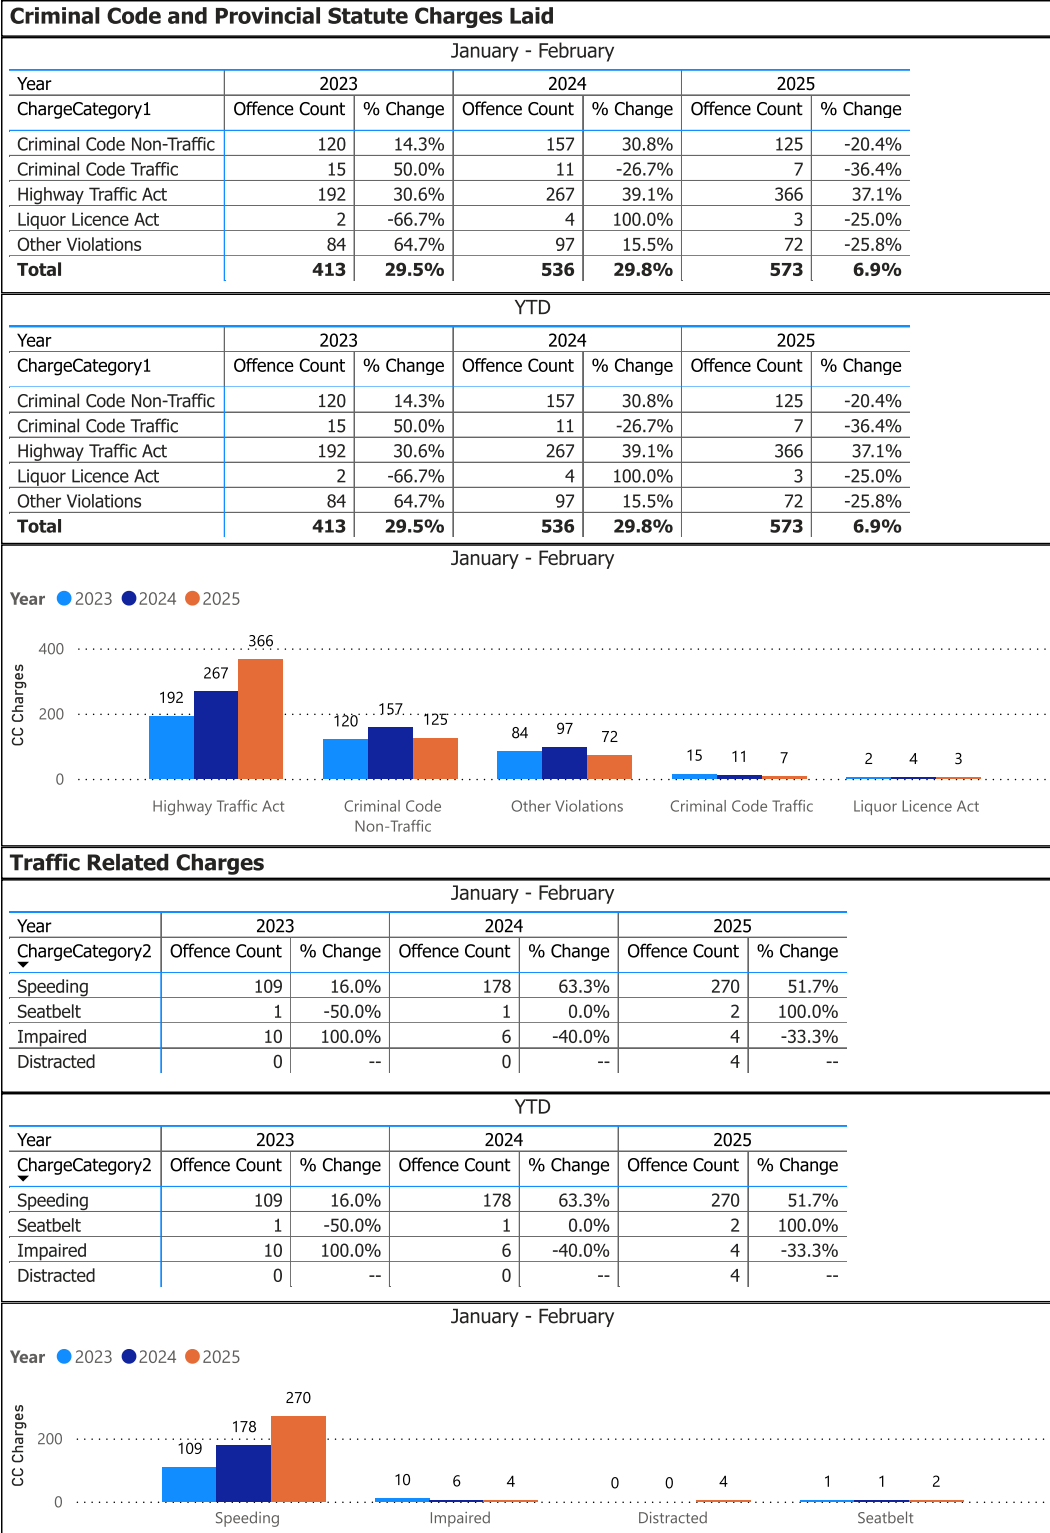 Criminal Code and Provincial Statute Charges Laid
January - February
Year 2023 2024 2025
ChargeCategory1 Offence Count % Change Offence Count % Change Offence Count % Change
Criminal Code Non-Traffic 120 14.3% 157 30.8% 125 -20.4%
Criminal Code Traffic 15 50.0% 11 -26.7% 7 -36.4%
Highway Traffic Act 192 30.6% 267 39.1% 366 37.1%
Liquor Licence Act 2 -66.7% 4 100.0% 3 -25.0%
Other Violations 84 64.7% 97 15.5% 72 -25.8%
Total 413 29.5% 536 29.8% 573 6.9%
YTD
Year 2023 2024 2025
ChargeCategory1 Offence Count % Change Offence Count % Change Offence Count % Change
Criminal Code Non-Traffic 120 14.3% 157 30.8% 125 -20.4%
Criminal Code Traffic 15 50.0% 11 -26.7% 7 -36.4%
Highway Traffic Act 192 30.6% 267 39.1% 366 37.1%
Liquor Licence Act 2 -66.7% 4 100.0% 3 -25.0%
Other Violations 84 64.7% 97 15.5% 72 -25.8%
Total 413 29.5% 536 29.8% 573 6.9%
January - February
Year 2023 2024 2025
CC Charges
400
200
0
192 267 366
120 157 125
84 97 72
15 11 7
2 4 3
Highway Traffic Act Criminal Code Other Violations Criminal Code Traffic Liquor Licence Act
Non-Traffic
Traffic Related Charges
January - February
Year 2023 2024 2025
ChargeCategory2 Offence Count % Change Offence Count % Change Offence Count % Change
Speeding 109 16.0% 178 63.3% 270 51.7%
Seatbelt 1 -50.0% 1 0.0% 2 100.0%
Impaired 10 100.0% 6 -40.0% 4 -33.3%
Distracted 0 -- 0 -- 4 --
YTD
Year 2023 2024 2025
ChargeCategory2 Offence Count % Change Offence Count % Change Offence Count % Change
Speeding 109 16.0% 178 63.3% 270 51.7%
Seatbelt 1 -50.0% 1 0.0% 2 100.0%
Impaired 10 100.0% 6 -40.0% 4 -33.3%
Distracted 0 -- 0 -- 4 --
January - February
Year 2023 2024 2025
CC Charges
200
0
109 178 270
10 6 4
0 0 4
1 1 2
Speeding Impaired Distracted Seatbelt